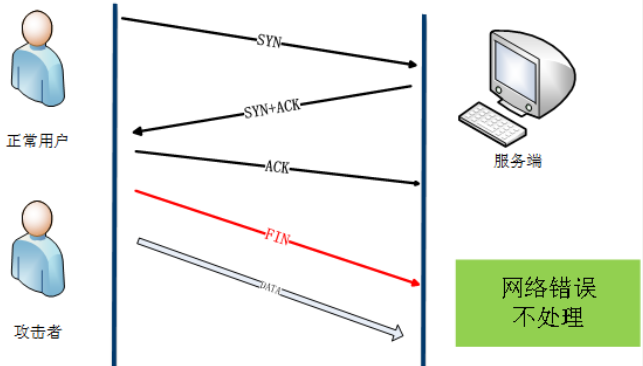 SYN
SYN+ACK
正常用户
服务端
ACK
FIN
DATA
网络错误
不处理
攻击者